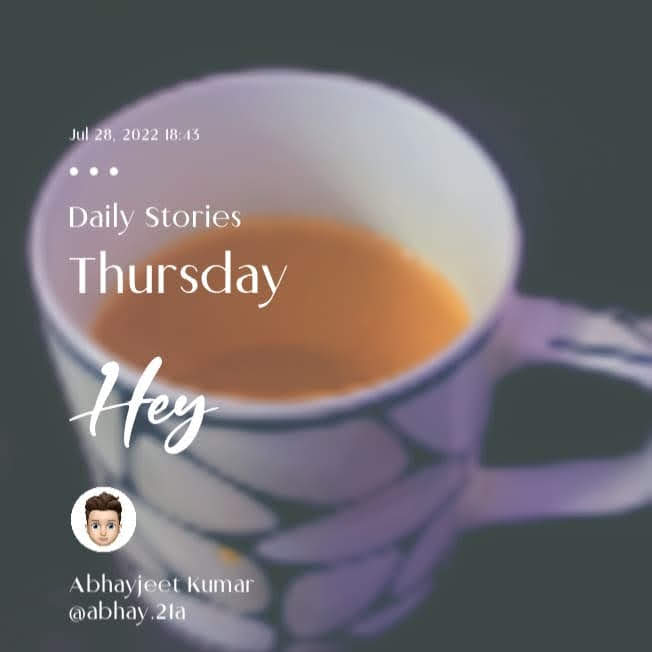 Jul 28, 2022 18:43
Daily Stories
Thursday
Hey
Abhayjeet Kumar
@abhay.21a